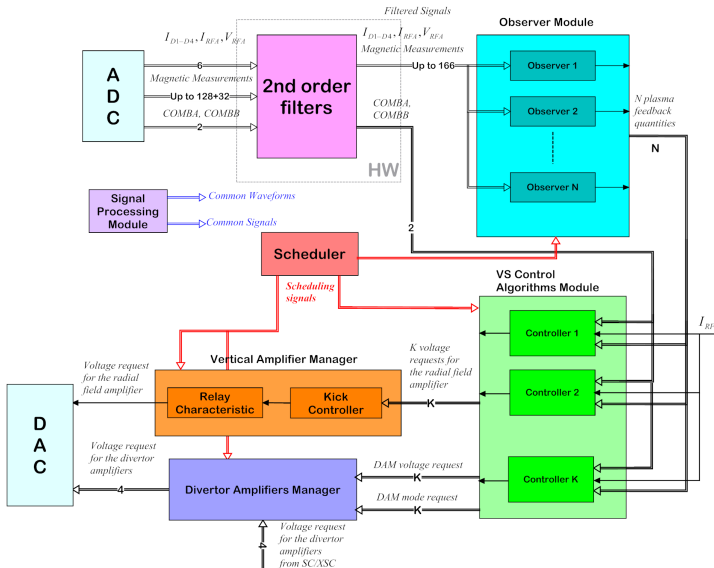 Filtered Signals
I_D1-D4, I_RFA, V_RFA
I_D1-D4, I_RFA, V_RFA
Observer Module
A
D
C
6
Magnetic Measurements
Up to 128+32
COMBA, COMBB
2
2nd order
filters
HW
Magnetic Measurements
Up to 166
COMBA,
COMBB
Observer 1
Observer 2
Observer N
N plasma
feedback
quantities
N
Signal
Processing
Module
Common Waveforms
Common Signals
2
Scheduler
Scheduling
signals
VS Control
Algorithms Module
Controller 1
Controller 2
Controller K
Vertical Amplifier Manager
Relay
Characteristic
Kick
Controller
K voltage
requests for
the radial field
amplifier
K
Voltage request
for the radial
field amplifier
D
A
C
Voltage request
for the divertor
amplifiers
4
Divertor Amplifiers Manager
DAM voltage request
K
DAM mode request
K
4
Voltage request
for the divertor
amplifiers
from SC/XSC